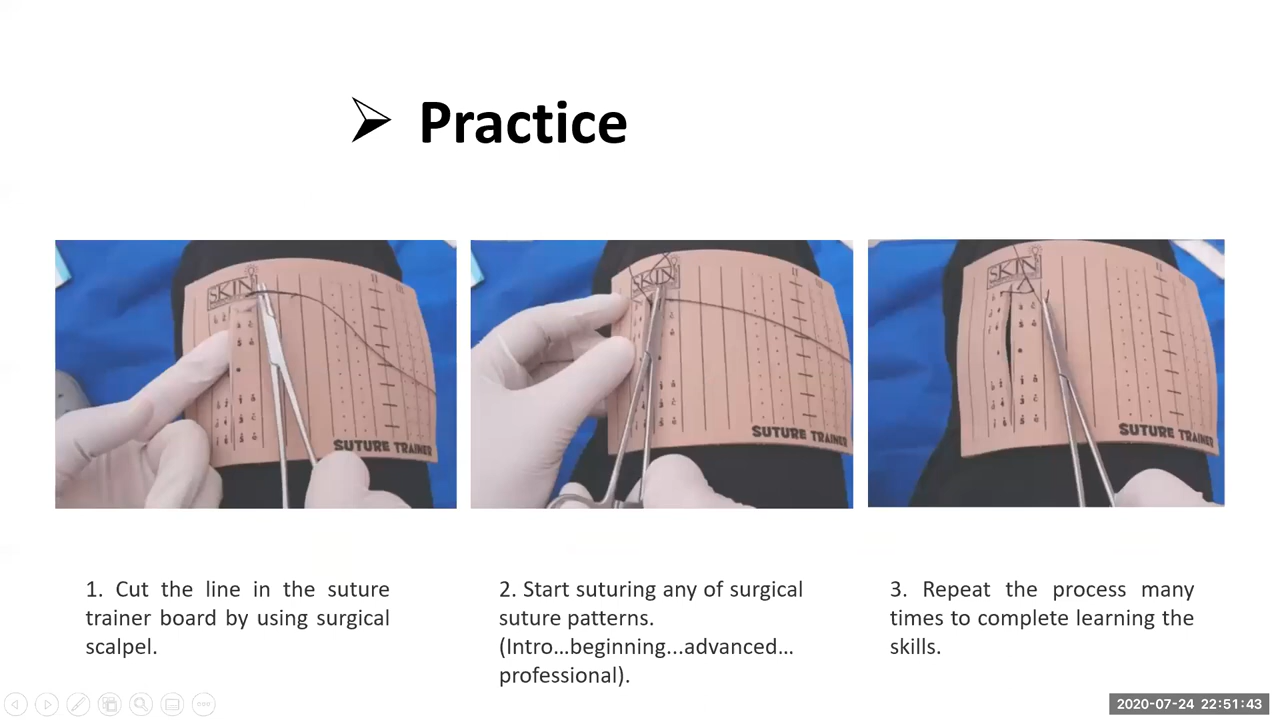 Practice
SKIN
SUTURE TRAINER
SKIN
SUTURE TRAINER
SKIN
SUTURE TRAINER
1. Cut the line in the suture
trainer board by using surgical
scalpel.
2. Start suturing any of surgical
suture patterns.
(Intro...beginning...advanced...
professional).
3. Repeat the process many
times to complete learning the
skills.
2020-07-24 22:51:43